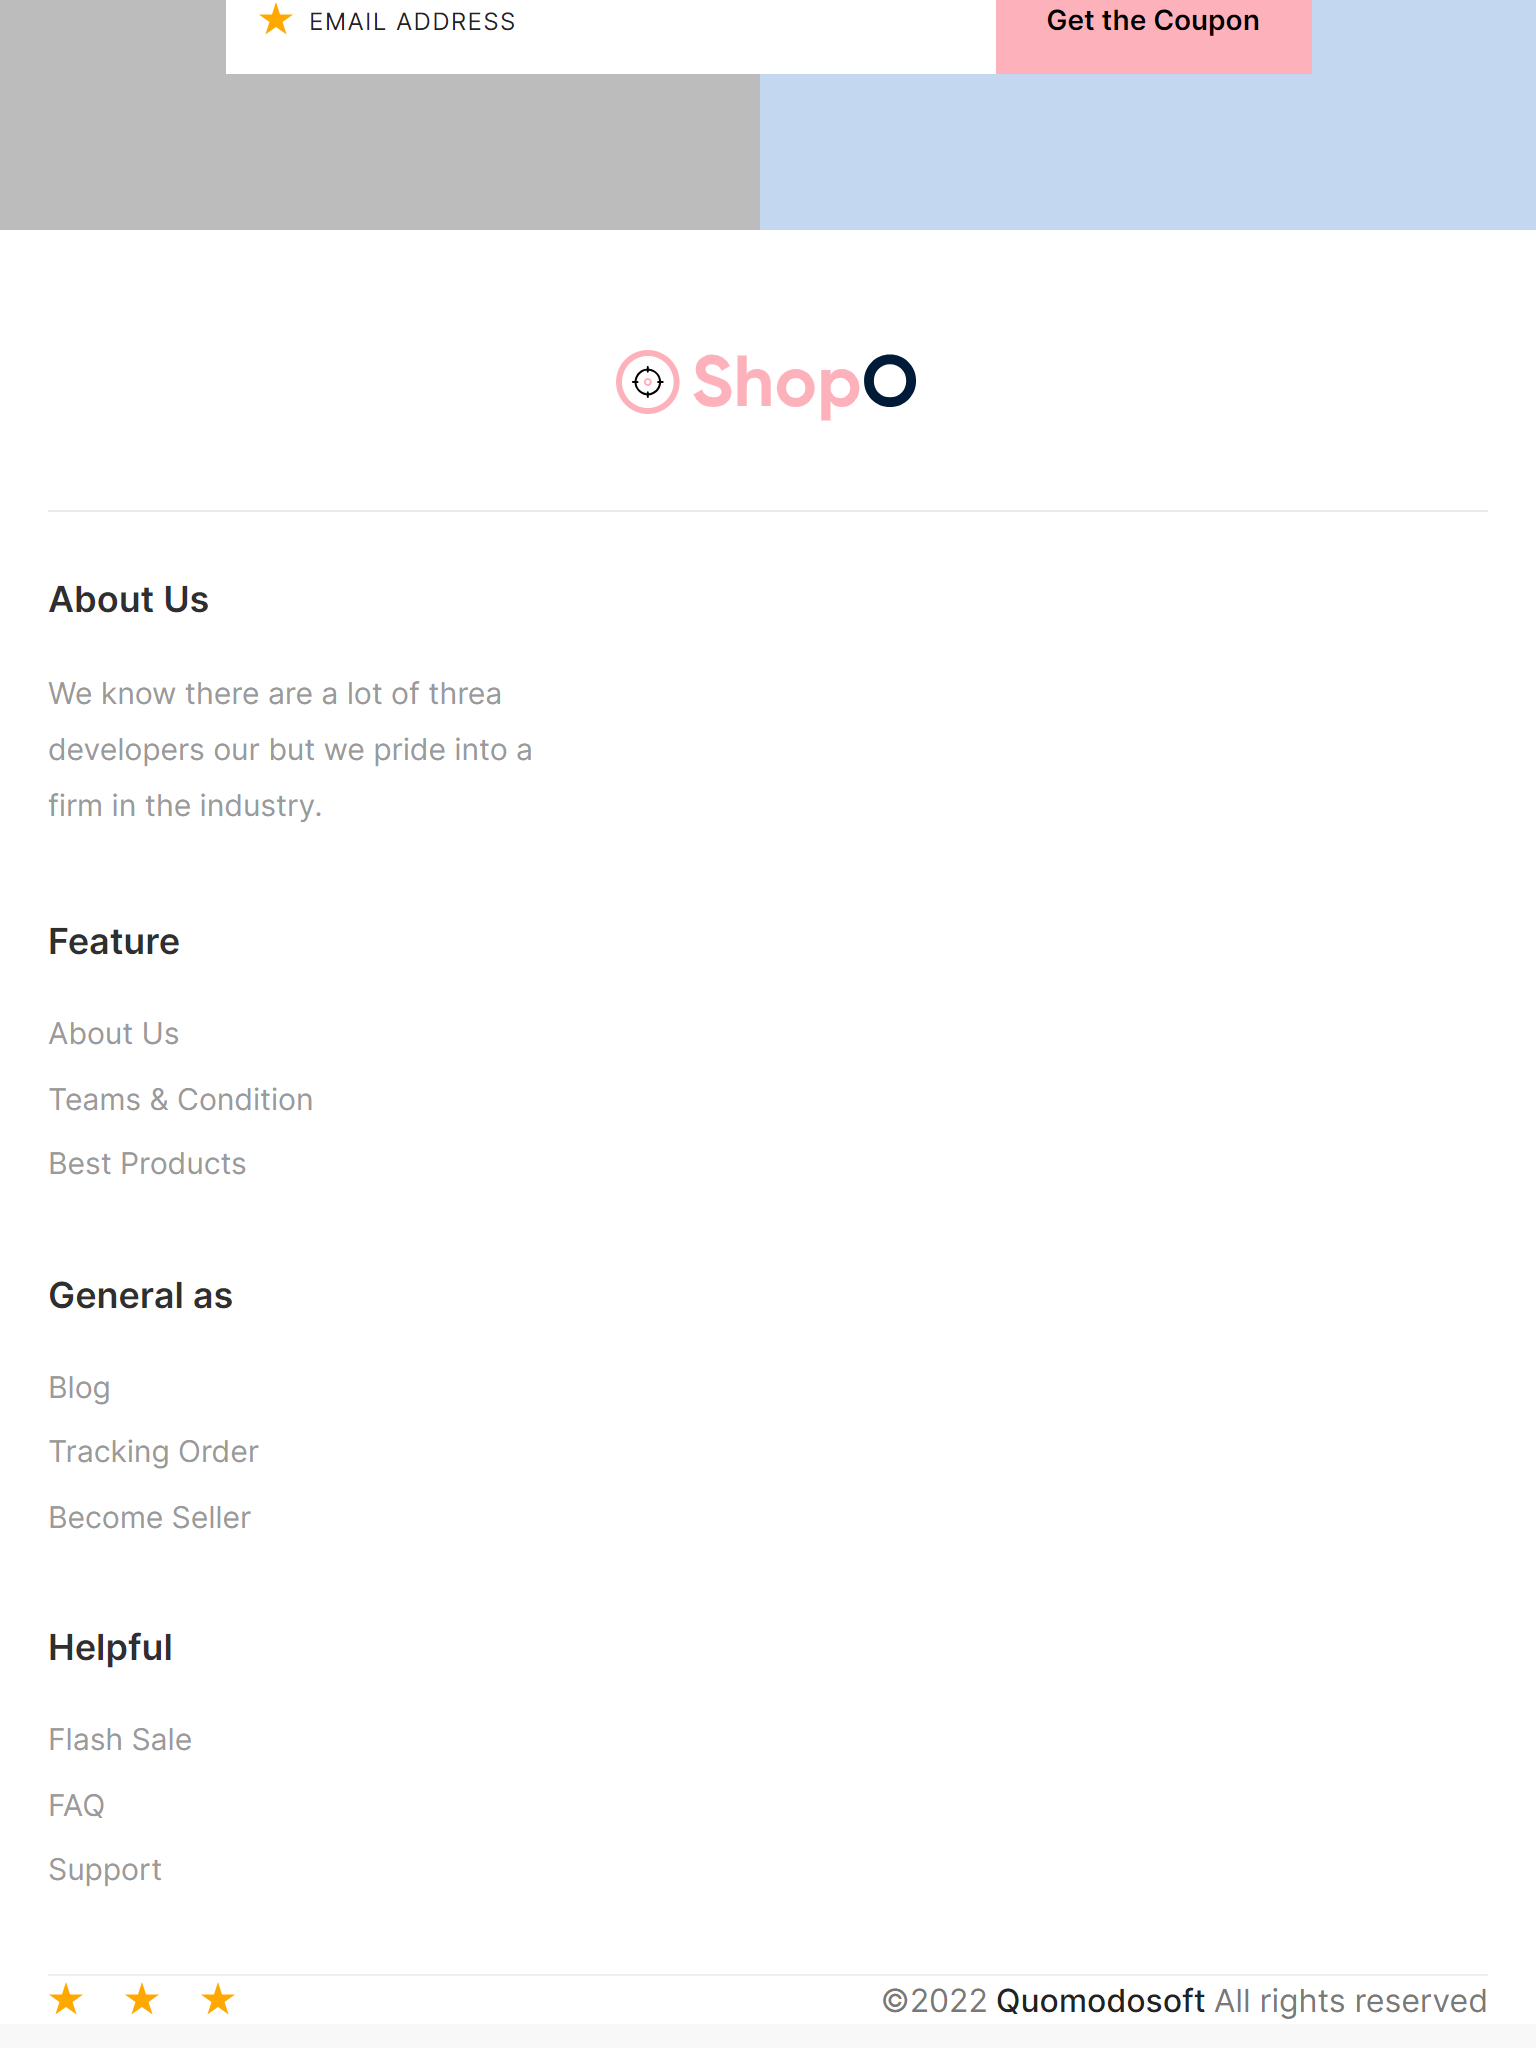 EMAIL ADDRESS
Get the Coupon
ShopO
About Us
We know there are a lot of threa
developers our but we pride into a
firm in the industry.
Feature
About Us
Teams & Condition
Best Products
General as
Blog
Tracking Order
Become Seller
Helpful
Flash Sale
FAQ
Support
©2022 Quomodosoft All rights reserved